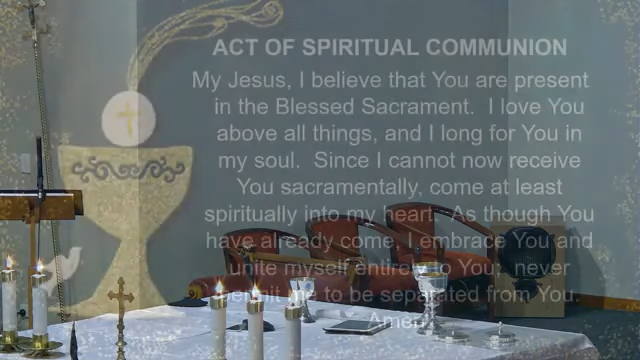 ACT OF SPIRITUAL COMMUNION
My Jesus, I believe that You are present
in the Blessed Sacrament. I love You
above all things, and I long for You in
my soul. Since I cannot now receive
You sacramentally, come at least
spiritually into my heart. As though You
have already come, I embrace You and
unite myself entirely to You; never
permit me to be separated from You.
Amen